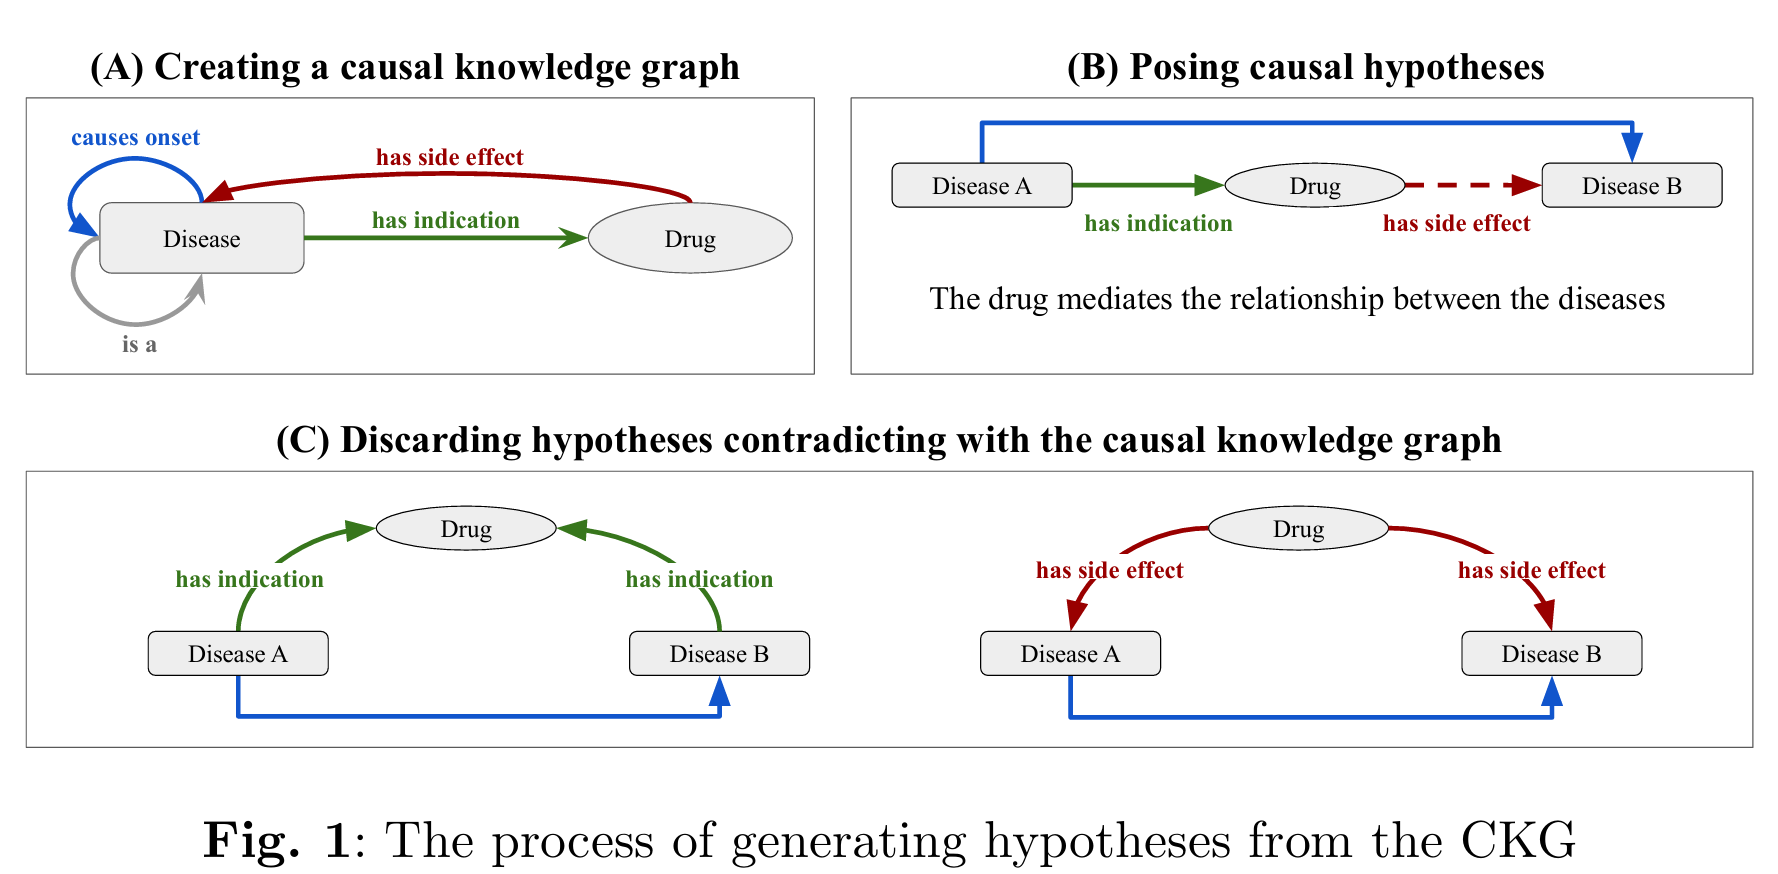 (A) Creating a causal knowledge graph
causes onset
has side effect
has indication
Disease
Drug
is a
(B) Posing causal hypotheses
Disease A
Drug
Disease B
has indication
has side effect
The drug mediates the relationship between the diseases
(C) Discarding hypotheses contradicting with the causal knowledge graph
Drug
has indication
has indication
Disease A
Disease B
Drug
has side effect
has side effect
Disease A
Disease B
Fig. 1: The process of generating hypotheses from the CKG